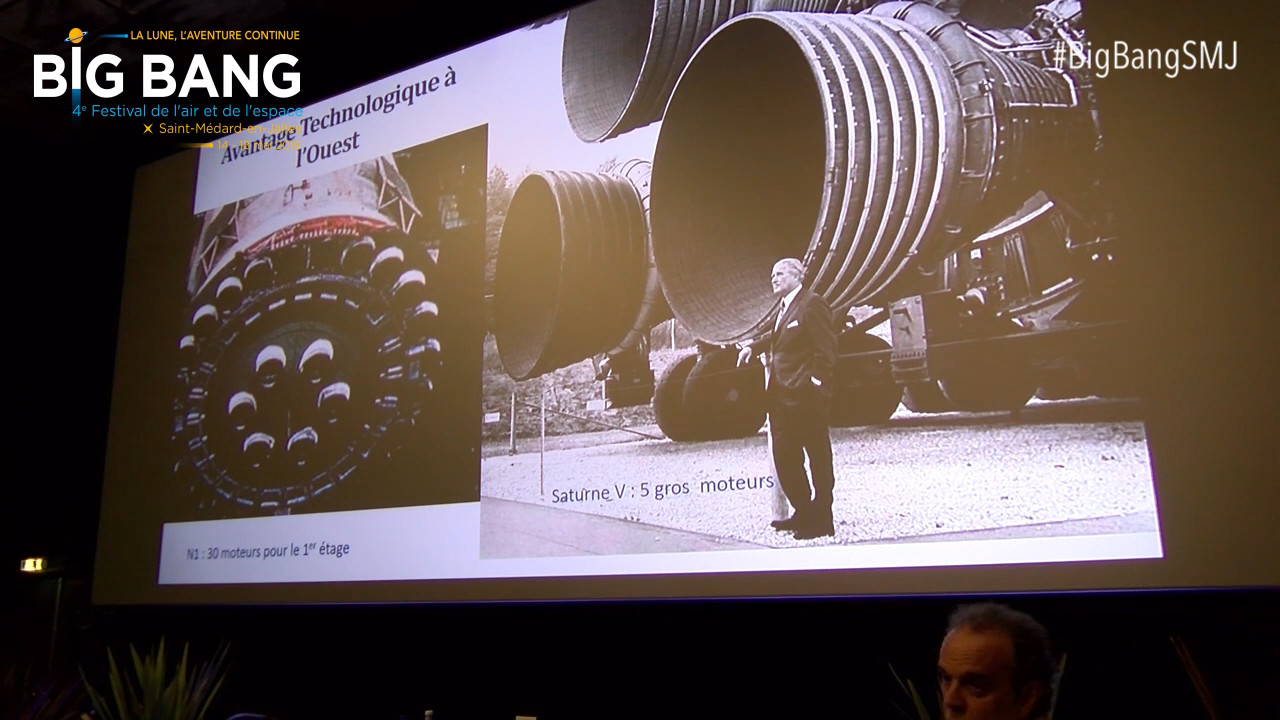 LA LUNE, L'AVENTURE CONTINUE
BIG BANG
4e Festival de l'air et de l'espace
Saint-Médard-en-Jalles
#BigBangSMJ
Avantage Technologique à
l'Ouest
Saturne V : 5 gros moteurs
N1 : 30 moteurs pour le 1er étage